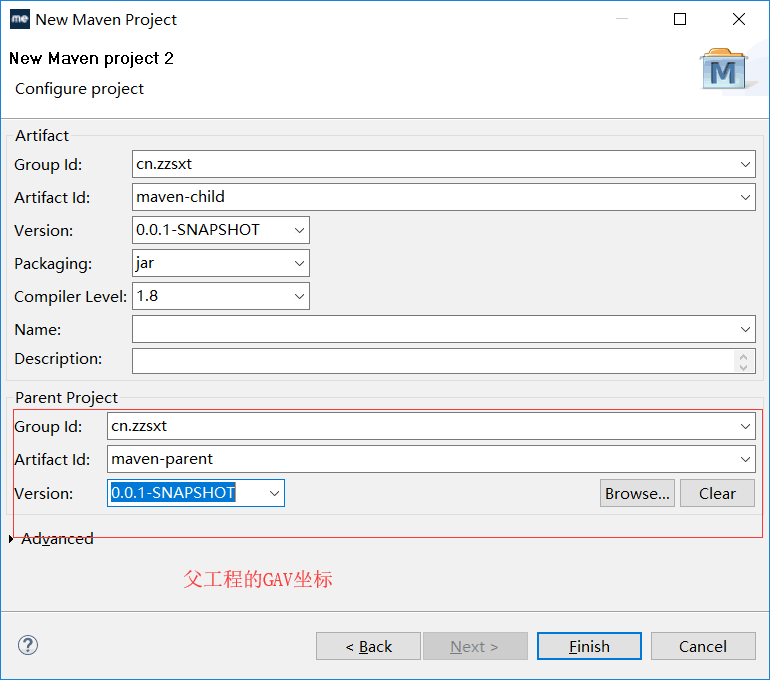 me New Maven Project
New Maven project 2
Configure project
M
Artifact
Group Id: cn.zzsxt
Artifact Id: maven-child
Version: 0.0.1-SNAPSHOT
Packaging: jar
Compiler Level: 1.8
Name:
Description:
Parent Project
Group Id: cn.zzsxt
Artifact Id: maven-parent
Version: 0.0.1-SNAPSHOT Browse... Clear
Advanced
父工程的GAV坐标
? < Back Next > Finish Cancel